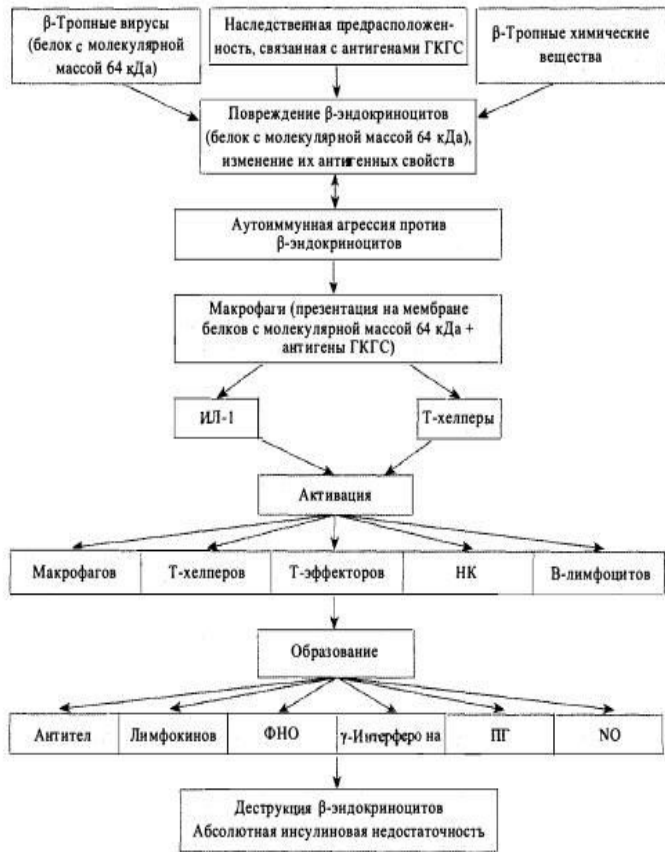 β-Тропные вирусы
(белок с молекулярной
массой 64 кДа)
Наследственная предрасположен-
ность, связанная с антигенами ГКГС
β-Тропные химические
вещества
Повреждение β-эндокриноцитов
(белок с молекулярной массой 64 кДа),
изменение их антигенных свойств
Аутоиммунная агрессия против
β-эндокриноцитов
Макрофаги (презентация на мембране
белков с молекулярной массой 64 кДа +
антигены ГКГС)
ИЛ-1
Т-хелперы
Активация
Макрофагов
Т-хелперов
Т-эффекторов
НК
В-лимфоцитов
Образование
Антител
Лимфокинов
ФНО
γ-Интерферо на
ПГ
NO
Деструкция β-эндокриноцитов
Абсолютная инсулиновая недостаточность